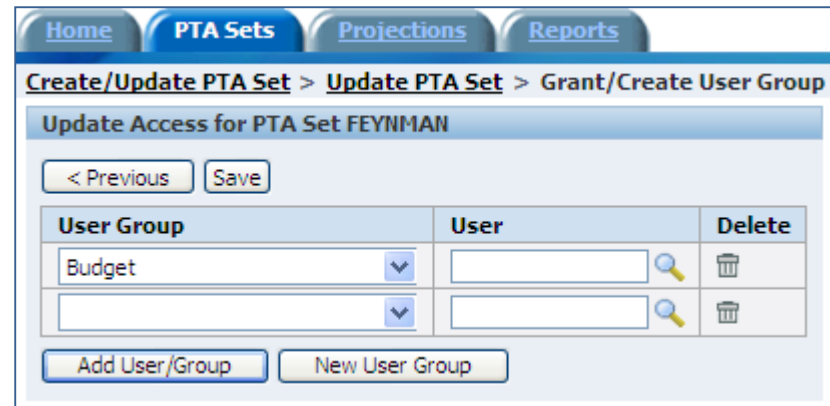 Home PTA Sets Projections Reports
Create/Update PTA Set > Update PTA Set > Grant/Create User Group
Update Access for PTA Set FEYNMAN
< Previous Save
User Group User Delete
Budget
Add User/Group New User Group